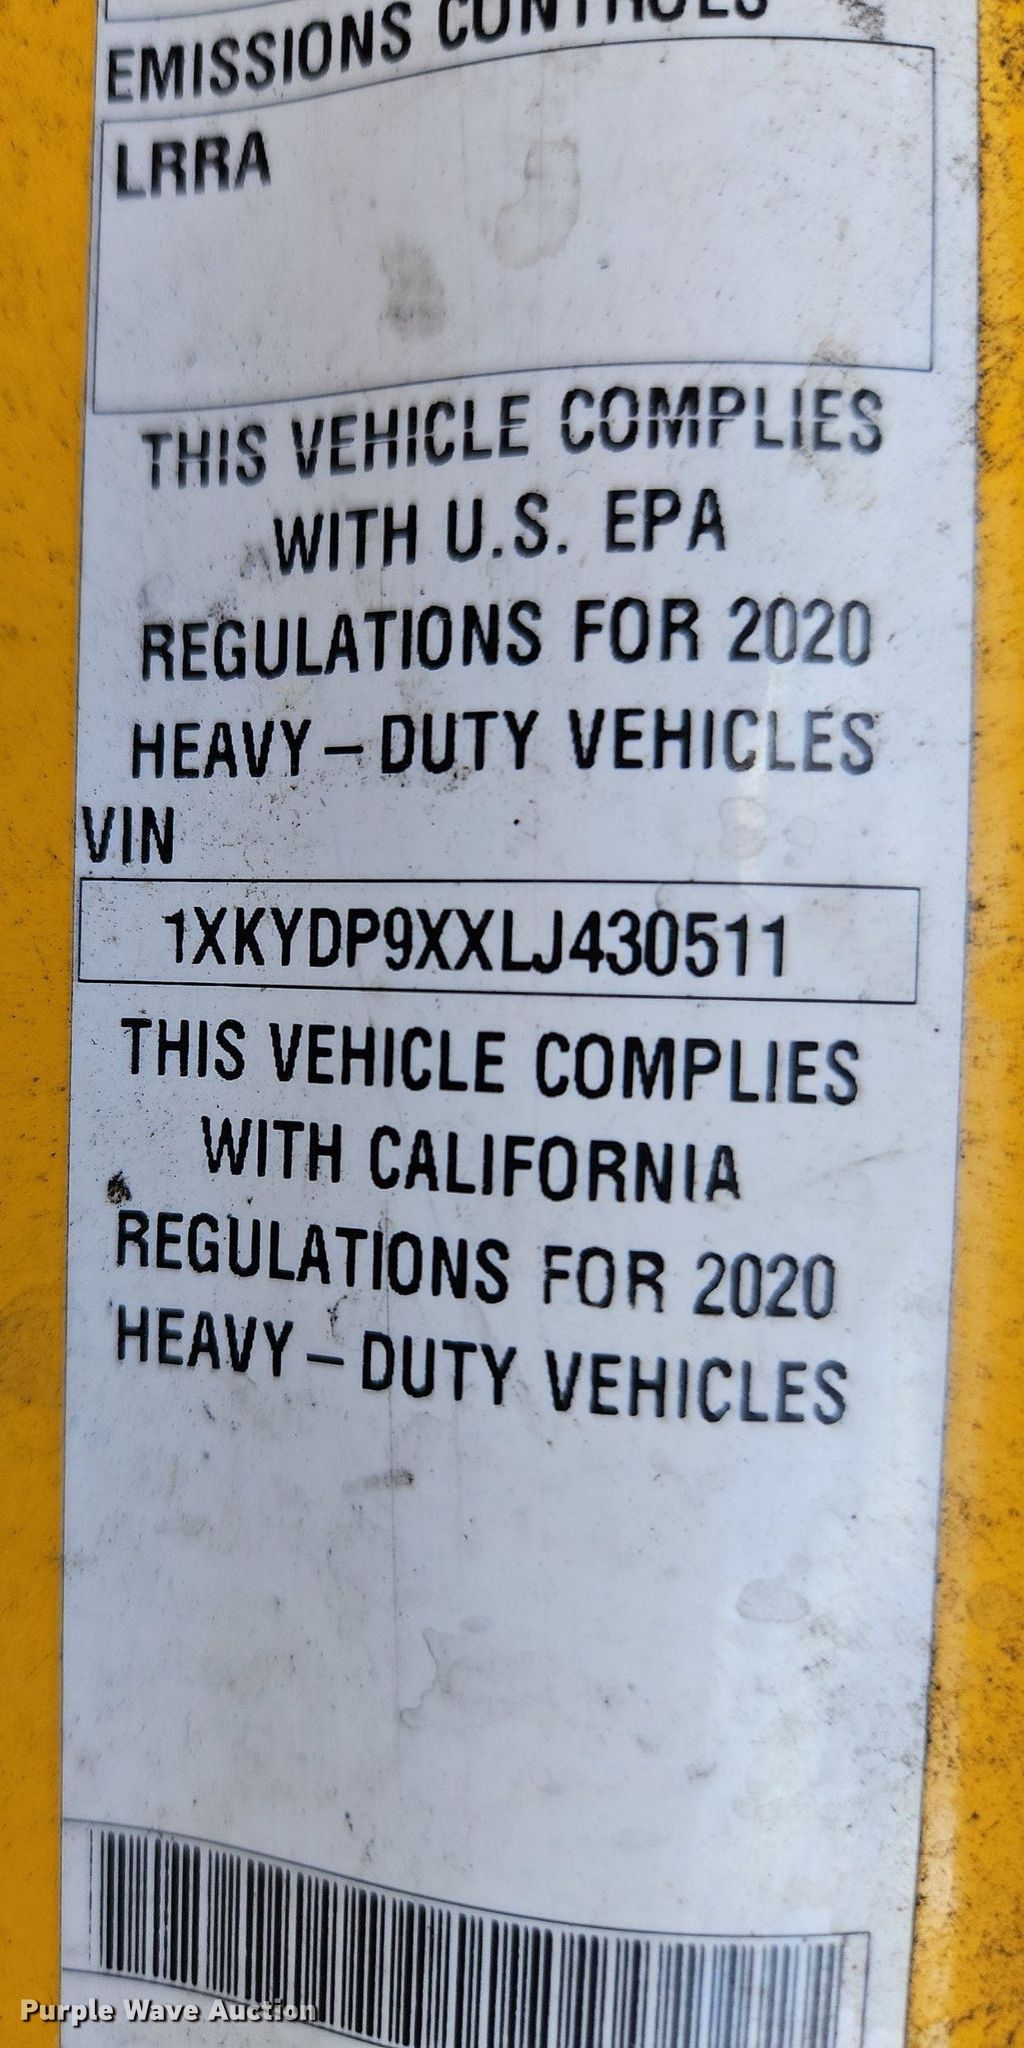 EMISSIONS CONTROLS
LRRA
THIS VEHICLE COMPLIES
WITH U.S. EPA
REGULATIONS FOR 2020
HEAVY-DUTY VEHICLES
VIN
1XKYDP9XXLJ430511
THIS VEHICLE COMPLIES
WITH CALIFORNIA
REGULATIONS FOR 2020
HEAVY-DUTY VEHICLES
Purple Wave Auction